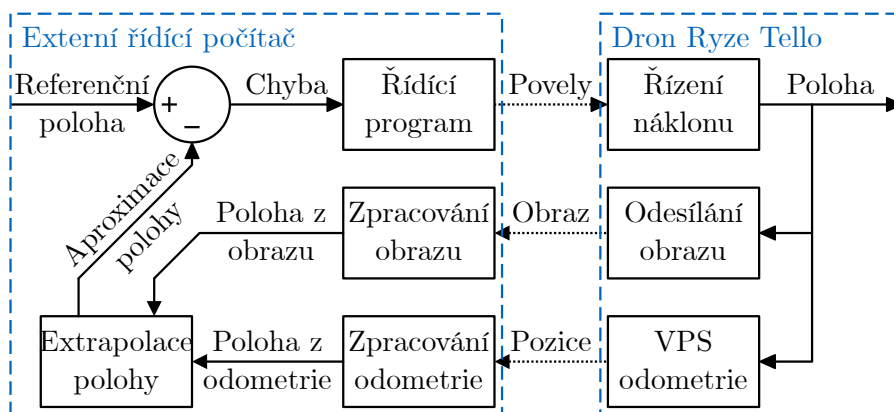 Externí řídící počítač
Dron Ryze Tello
Referenční
poloha
+
−
Chyba
Řídící
program
Povely
Řízení
náklonu
Poloha
Aproximace
polohy
Poloha z
obrazu
Zpracování
obrazu
Obraz
Odesílání
obrazu
Extrapolace
polohy
Poloha z
odometrie
Zpracování
odometrie
Pozice
VPS
odometrie